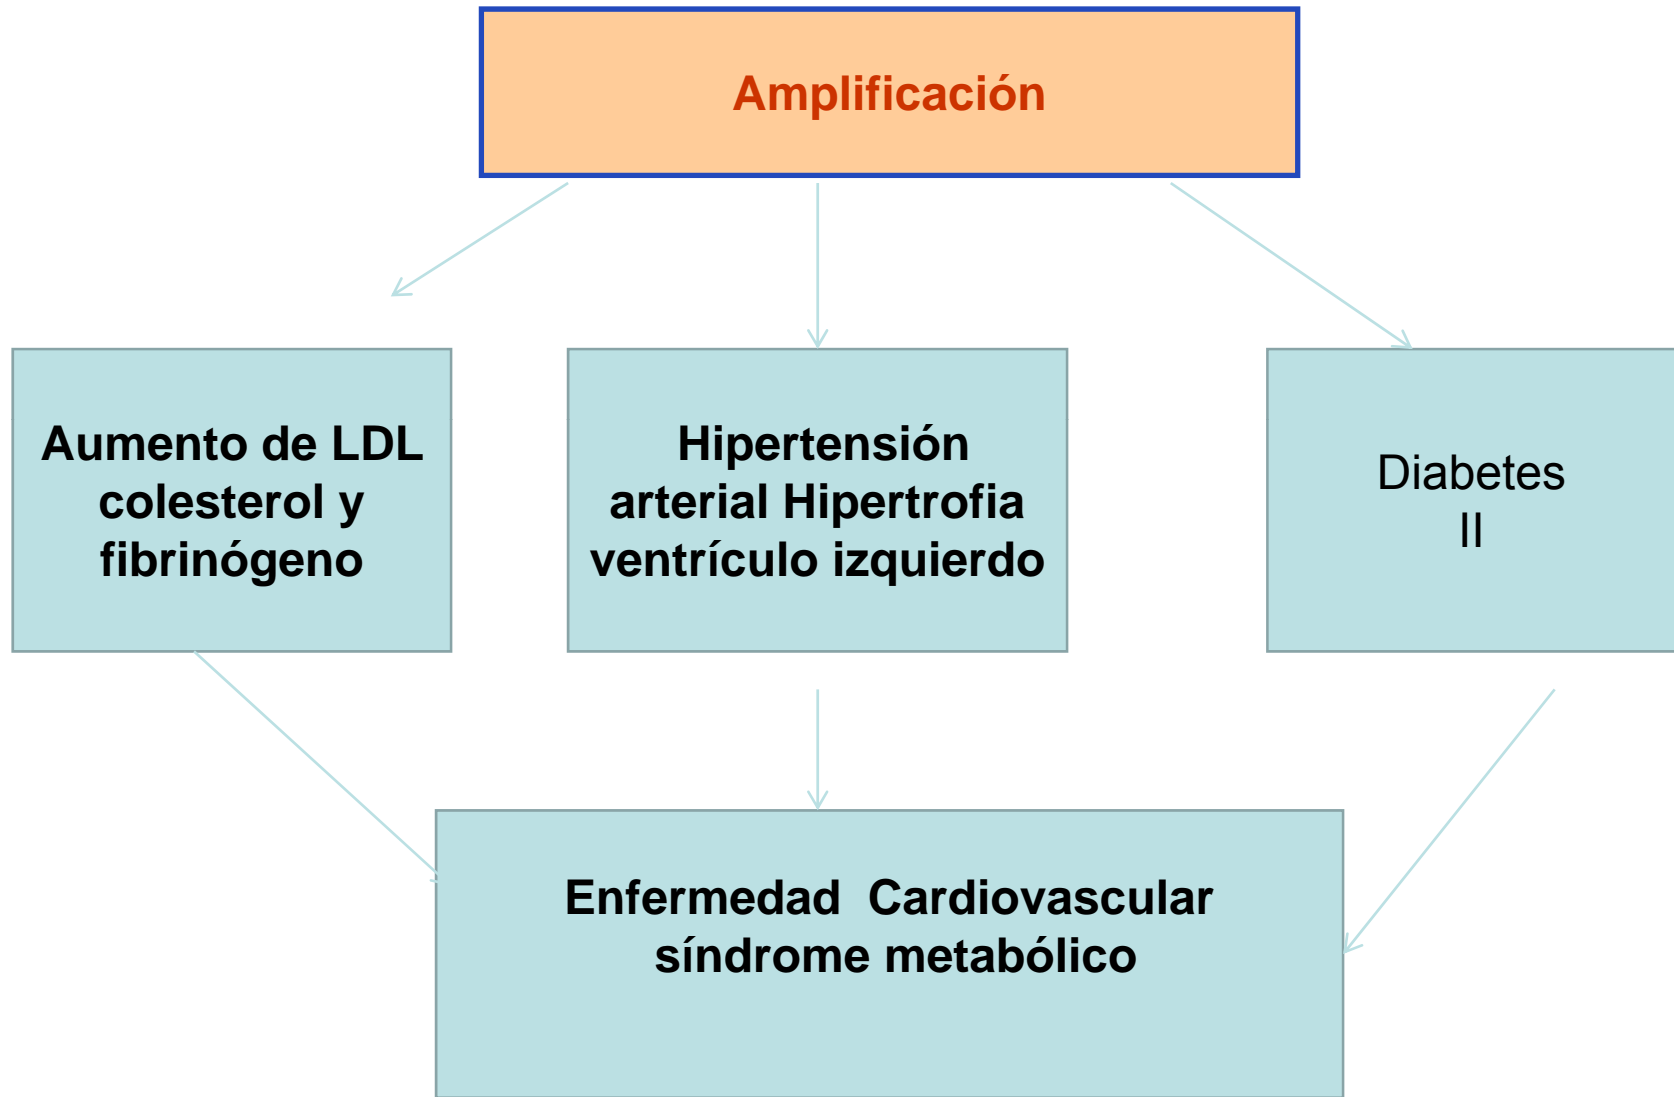 Amplificación
Aumento de LDL
colesterol y
fibrinógeno
Hipertensión
arterial Hipertrofia
ventrículo izquierdo
Diabetes
II
Enfermedad  Cardiovascular
síndrome metabólico